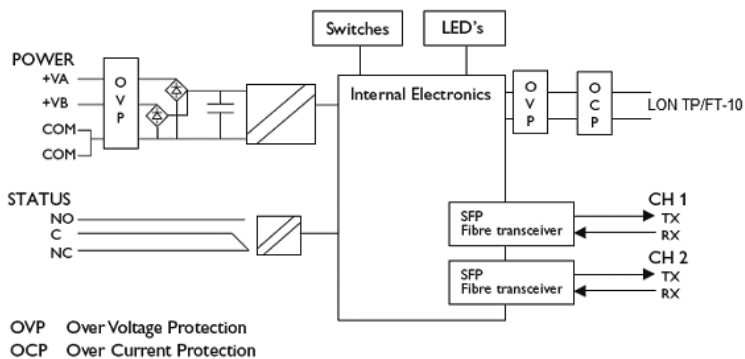 Switches
LED's
POWER
+VA
+VB
COM
COM
O
V
P
Internal Electronics
O
V
P
O
C
P
LON TP/FT-10
STATUS
NO
C
NC
SFP
Fibre transceiver
CH 1
TX
RX
SFP
Fibre transceiver
CH 2
TX
RX
OVP Over Voltage Protection
OCP Over Current Protection